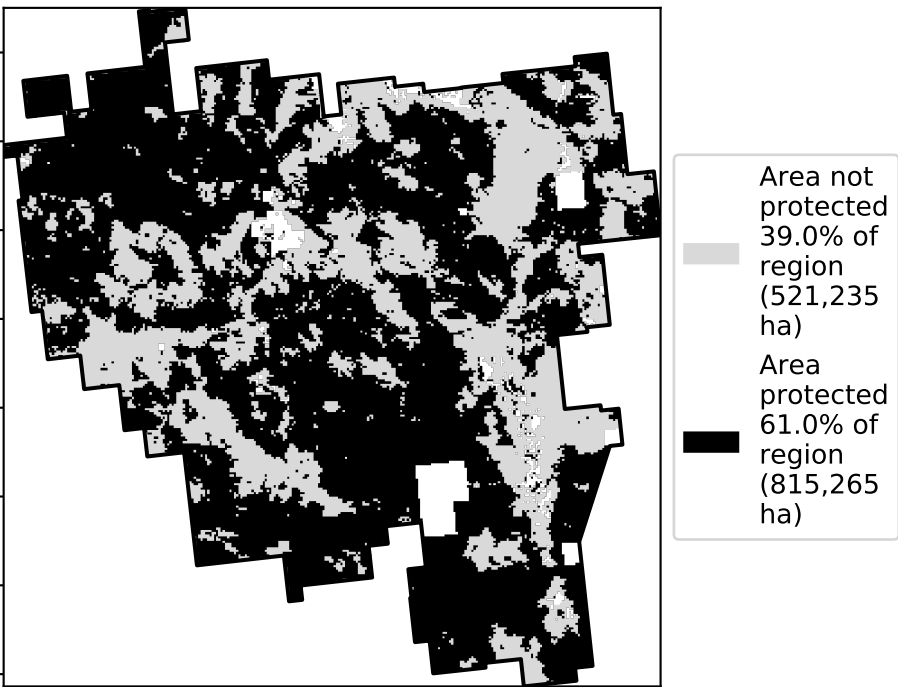 Area not
protected
39.0% of
region
(521,235
ha)
Area
protected
61.0% of
region
(815,265
ha)